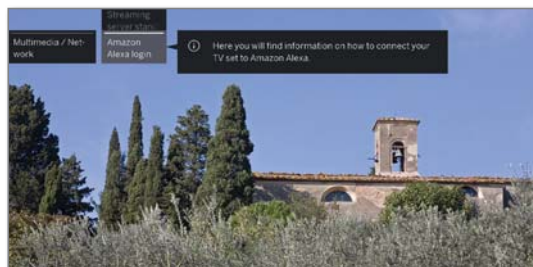 Streaming
Multimedia / Net-
work
Amazon
Alexa login
Here you will find information on how to connect your
TV set to Amazon Alexa.